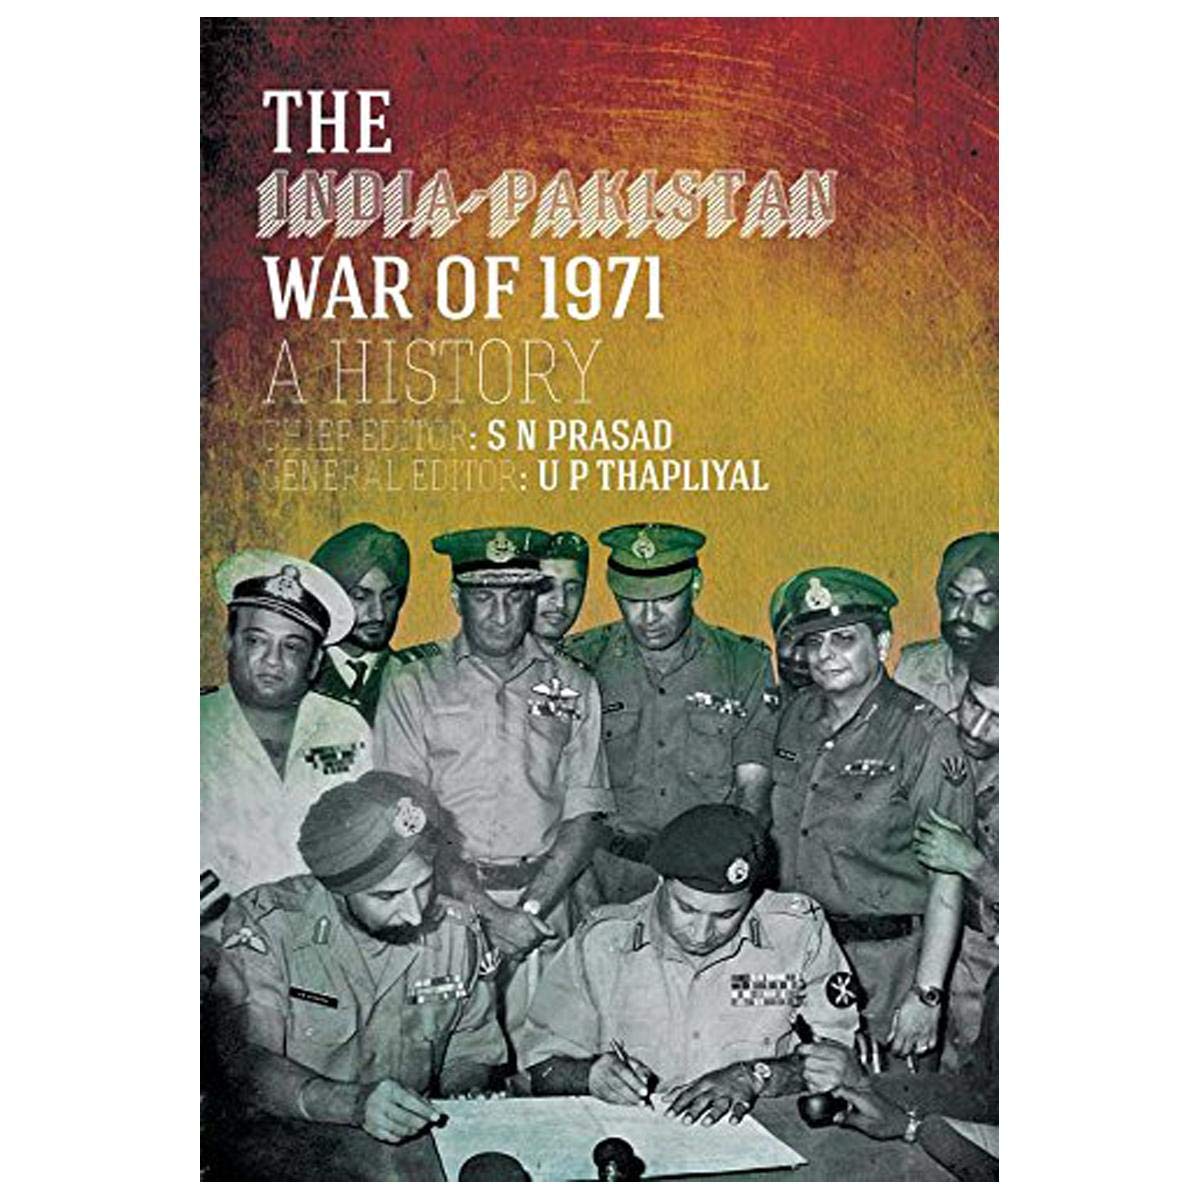 THE
INDIA-PAKISTAN
WAR OF 1971
A HISTORY
CHIEF EDITOR: S N PRASAD
GENERAL EDITOR: U P THAPLIYAL